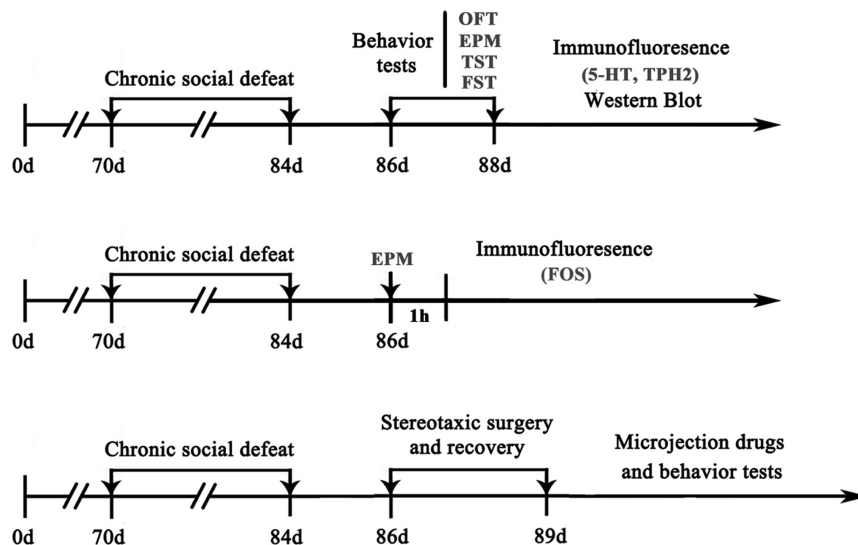 OFT
Behavior
tests
EPM
TST
FST
Immunofluoresence
(5-HT, TPH2)
Western Blot
Chronic social defeat
0d
70d
84d
86d
88d
Chronic social defeat
EPM
Immunofluoresence
(FOS)
1h
0d
70d
84d
86d
Stereotaxic surgery
and recovery
Chronic social defeat
Microjection drugs
and behavior tests
0d
70d
84d
86d
89d